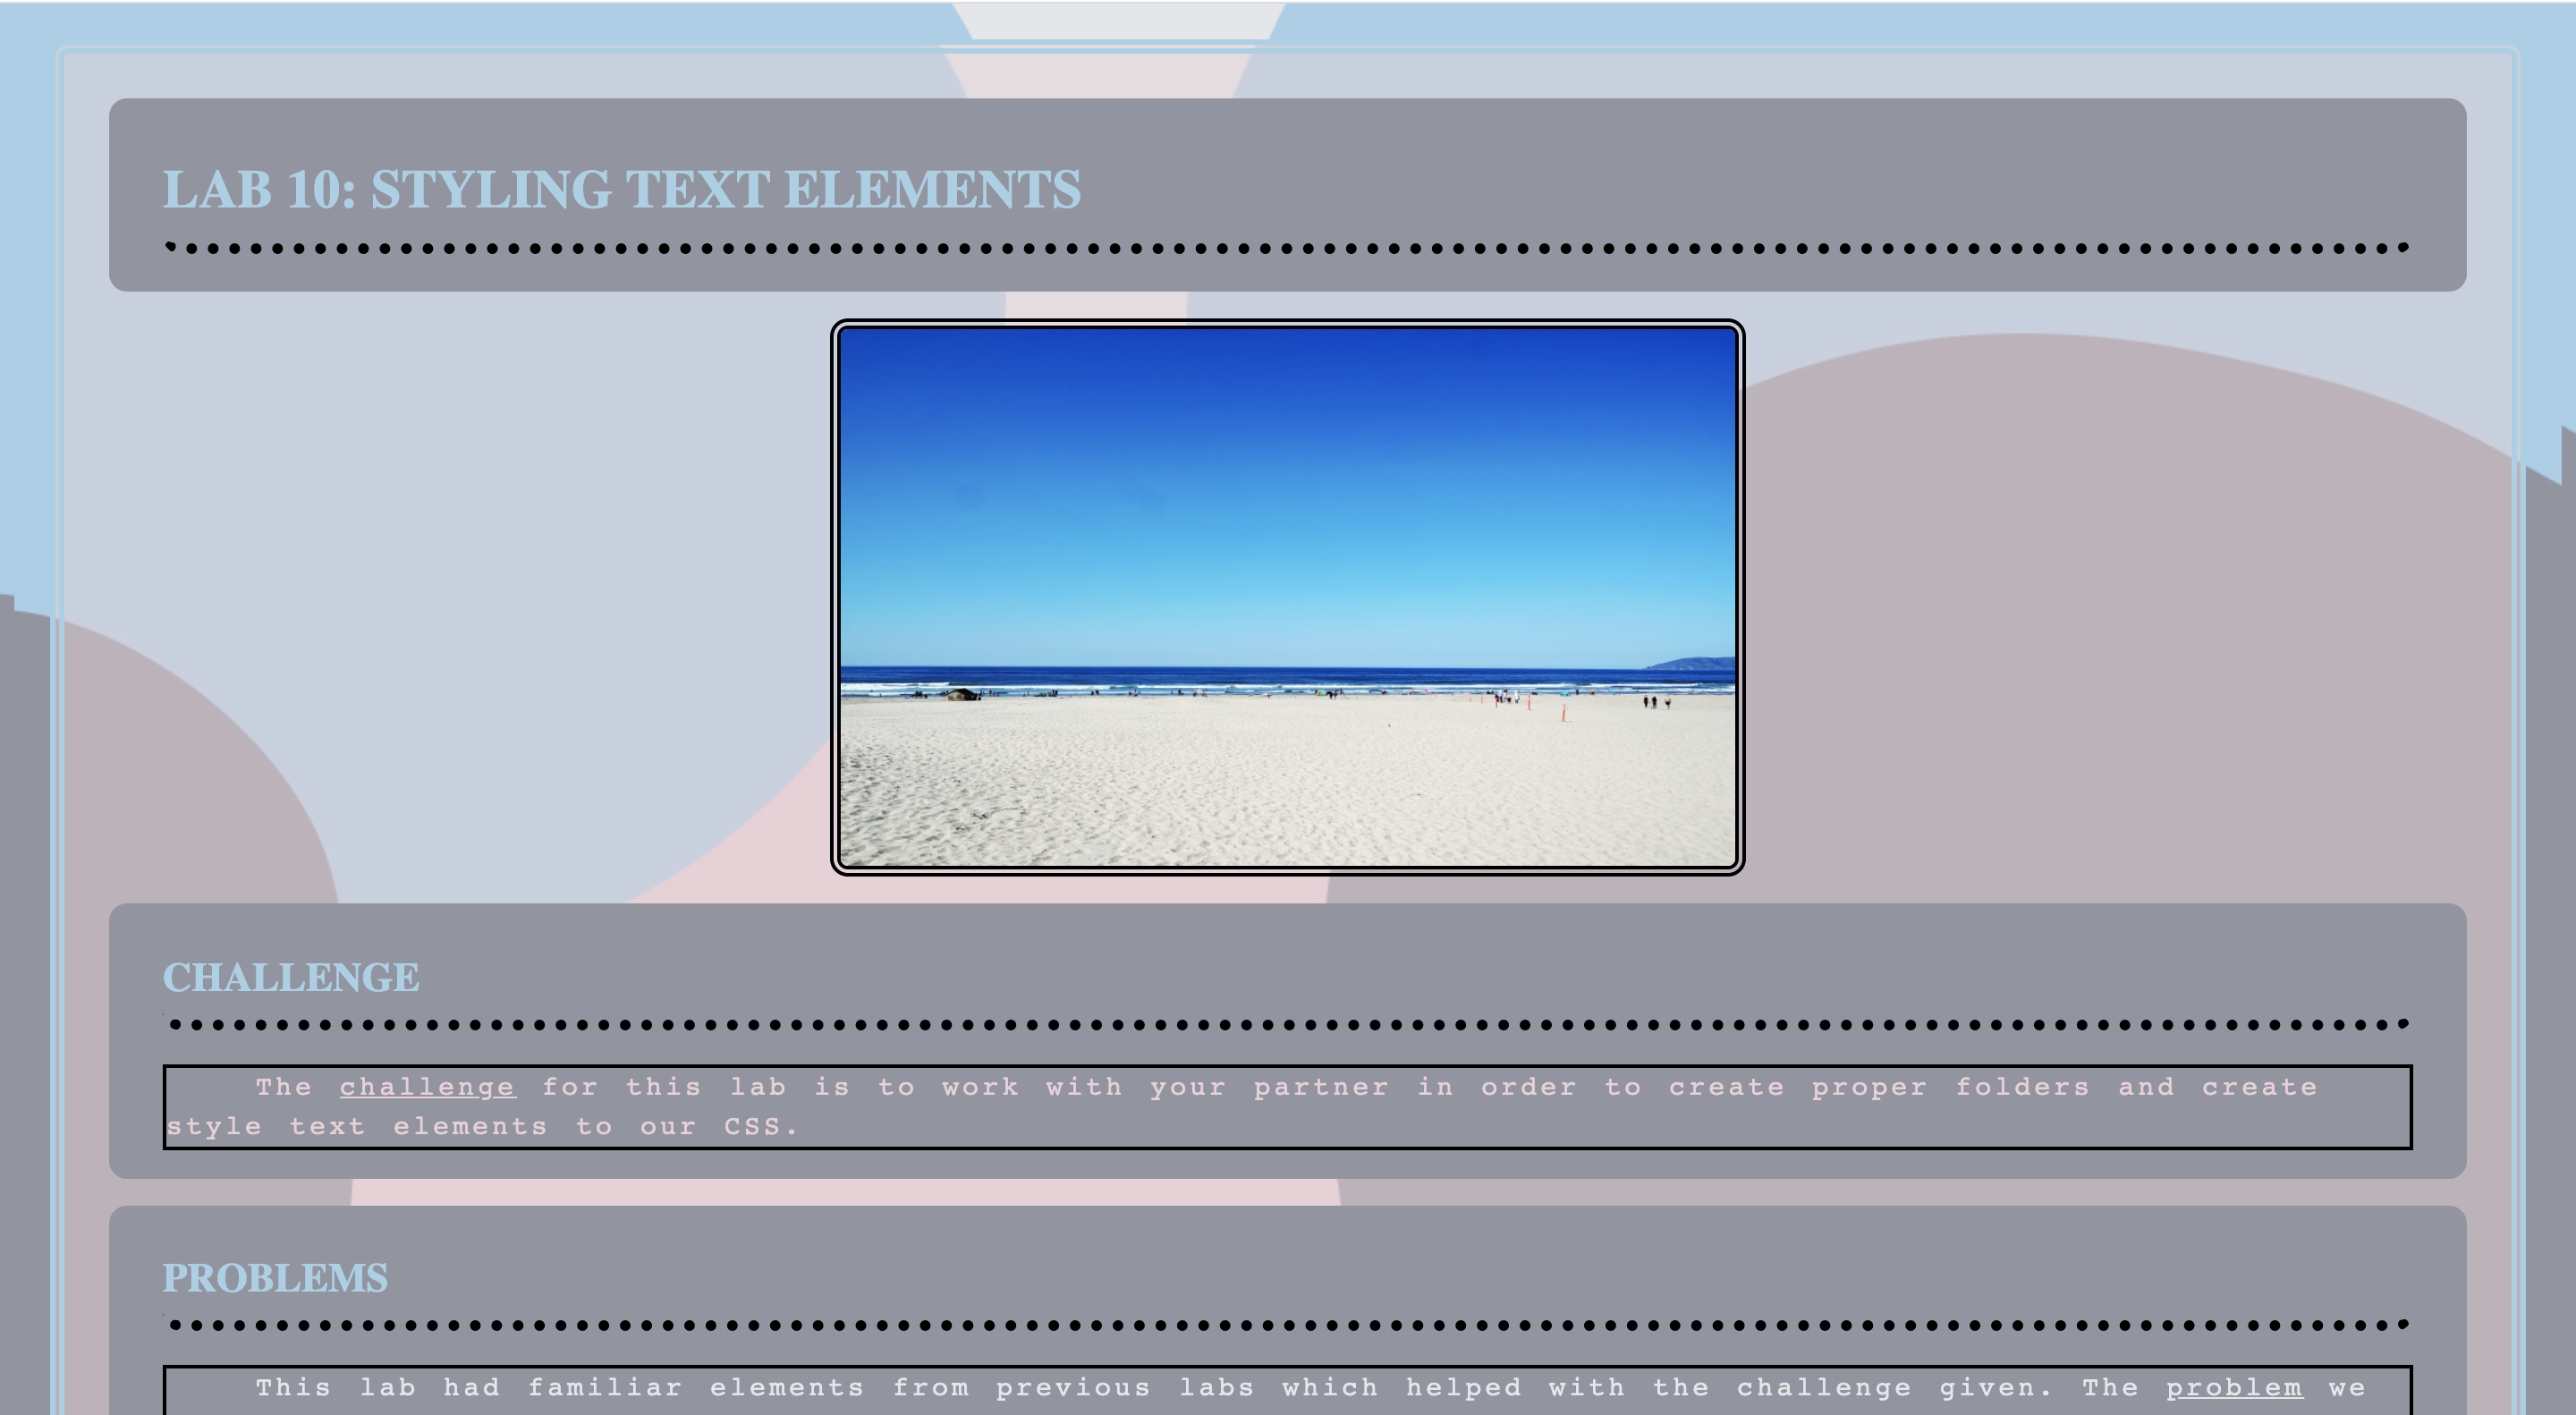 LAB 10: STYLING TEXT ELEMENTS
CHALLENGE
The challenge for this lab is to work with your partner in order to create proper folders and create
style text elements to our CSS.
PROBLEMS
This lab had familiar elements from previous labs which helped with the challenge given. The problem we